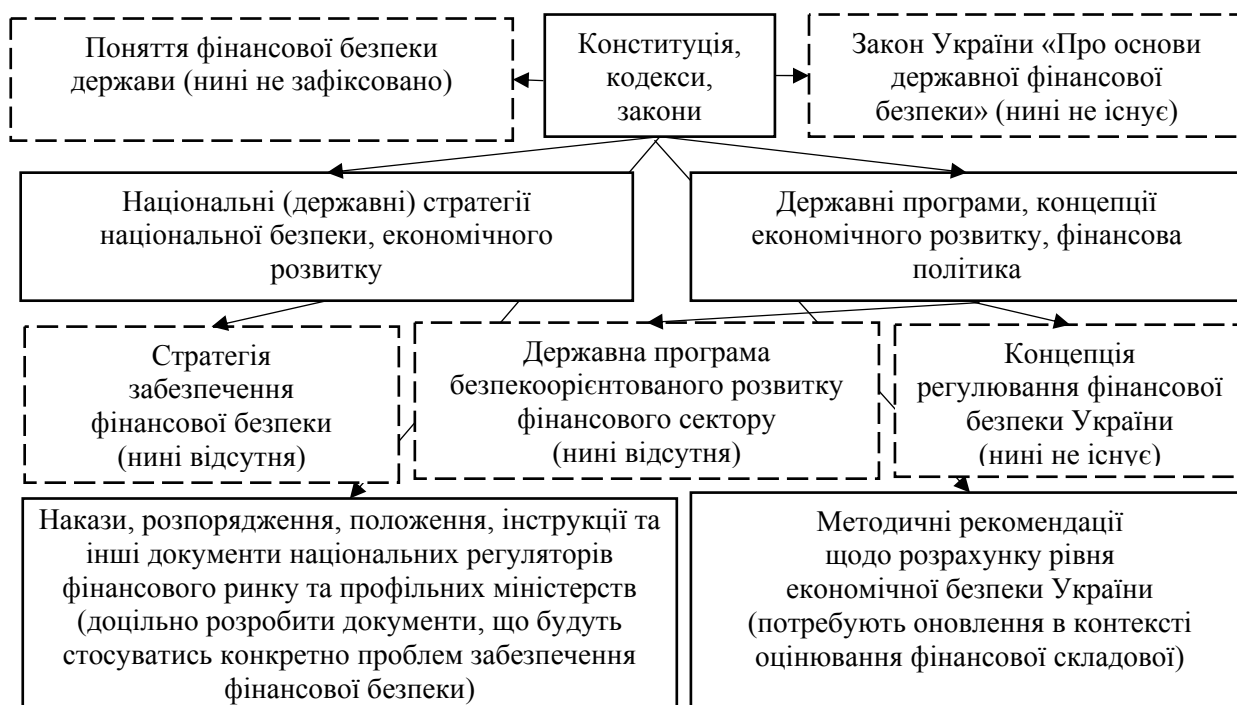 Поняття фінансової безпеки
держави (нині не зафіксовано)
Конституція,
кодекси,
закони
Закон України «Про основи
державної фінансової
безпеки» (нині не існує)
Національні (державні) стратегії
національної безпеки, економічного
розвитку
Державні програми, концепції
економічного розвитку, фінансова
політика
Стратегія
забезпечення
фінансової безпеки
(нині відсутня)
Державна програма
безпекоорієнтованого розвитку
фінансового сектору
(нині відсутня)
Концепція
регулювання фінансової
безпеки України
(нині не існує)
Накази, розпорядження, положення, інструкції та
інші документи національних регуляторів
фінансового ринку та профільних міністерств
(доцільно розробити документи, що будуть
стосуватись конкретно проблем забезпечення
фінансової безпеки)
Методичні рекомендації
щодо розрахунку рівня
економічної безпеки України
(потребують оновлення в контексті
оцінювання фінансової складової)